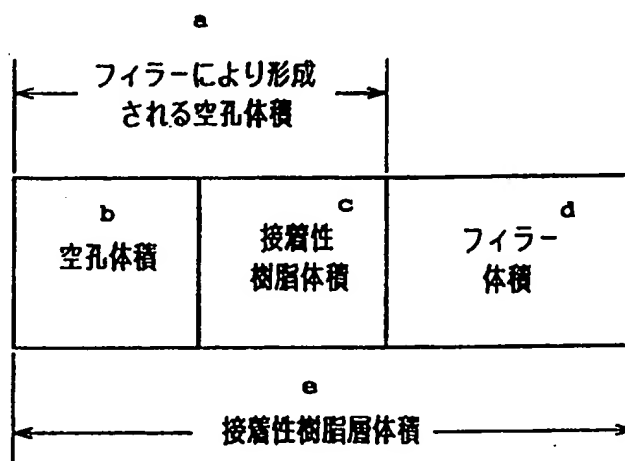 a
フィラーにより形成
される空孔体積
b
空孔体積
c
接着性
樹脂体積
d
フィラー
体積
e
接着性樹脂層体積